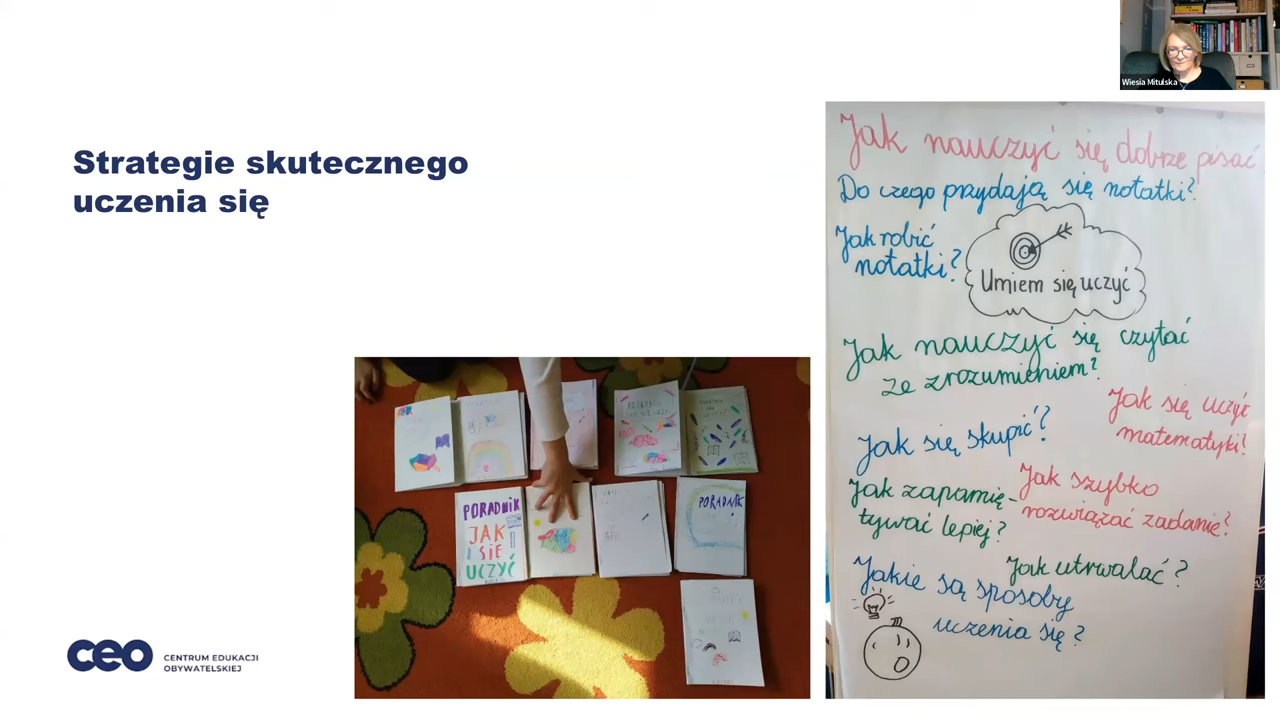 Wiesia Mitulska
Strategie skutecznego
uczenia się
Jak nauczyć się dobrze pisać
Do czego przydają się notatki?
Jak robić
notatki?
Umiem się uczyć
Jak nauczyć się czytać
ze zrozumieniem?
Jak się uczyć
matematyki?
Jak się skupić?
Jak szybko
rozwiązać zadanie?
Jak zapamię-
tywać lepiej?
Jak utrwalać?
Jakie są sposoby
uczenia się?
PORADNIK
JAK
SIE
UCZYĆ
PORADNIK
ceo
CENTRUM EDUKACJI
OBYWATELSKIEJ